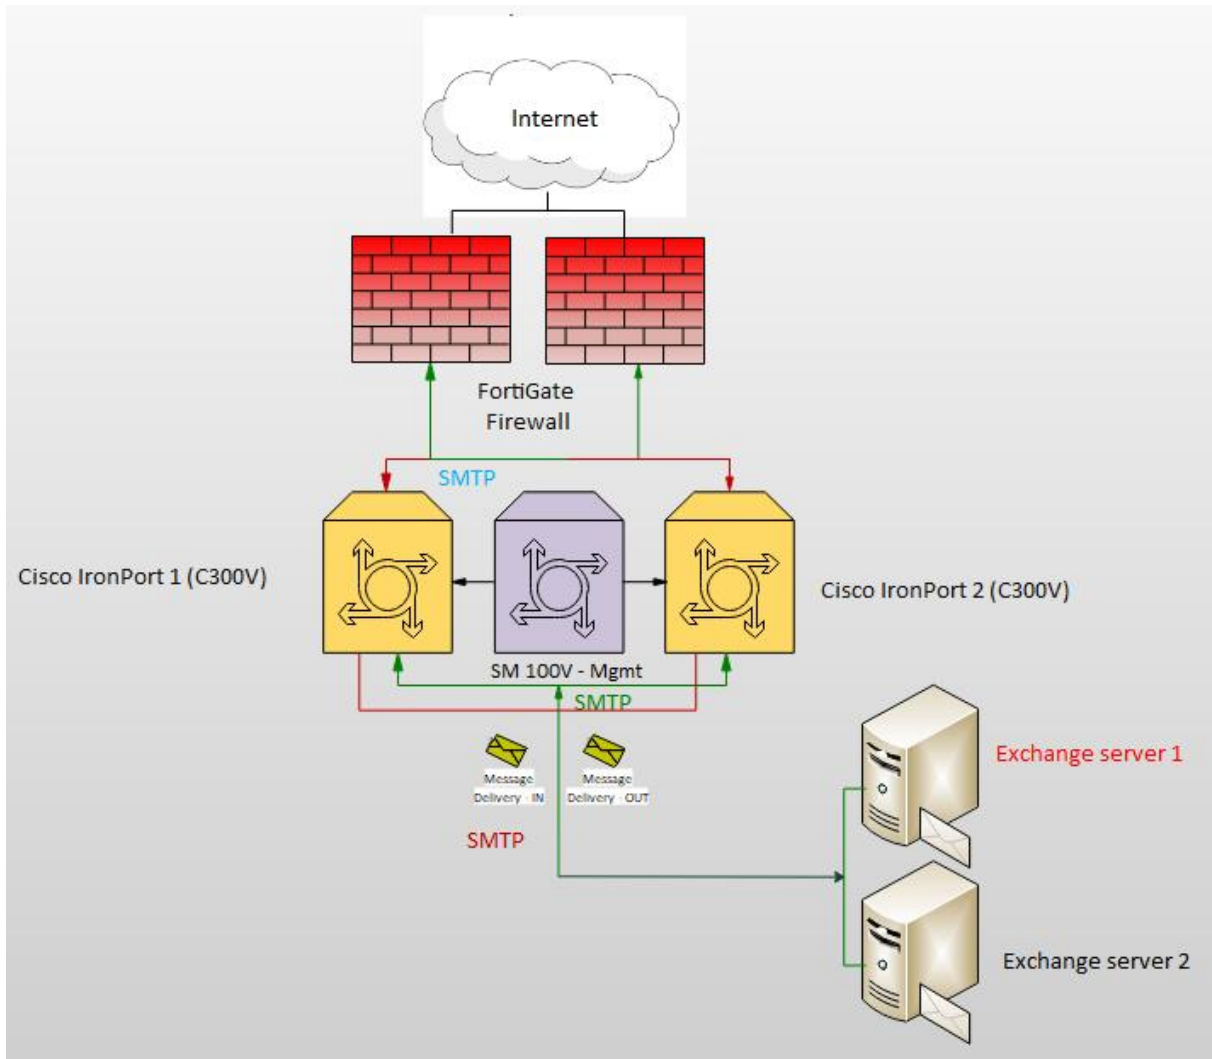 Internet
FortiGate
Firewall
SMTP
Cisco IronPort 1 (C300V)
Cisco IronPort 2 (C300V)
SM 100V - Mgmt
SMTP
Message
Delivery - IN
Message
Delivery - OUT
SMTP
Exchange server 1
Exchange server 2